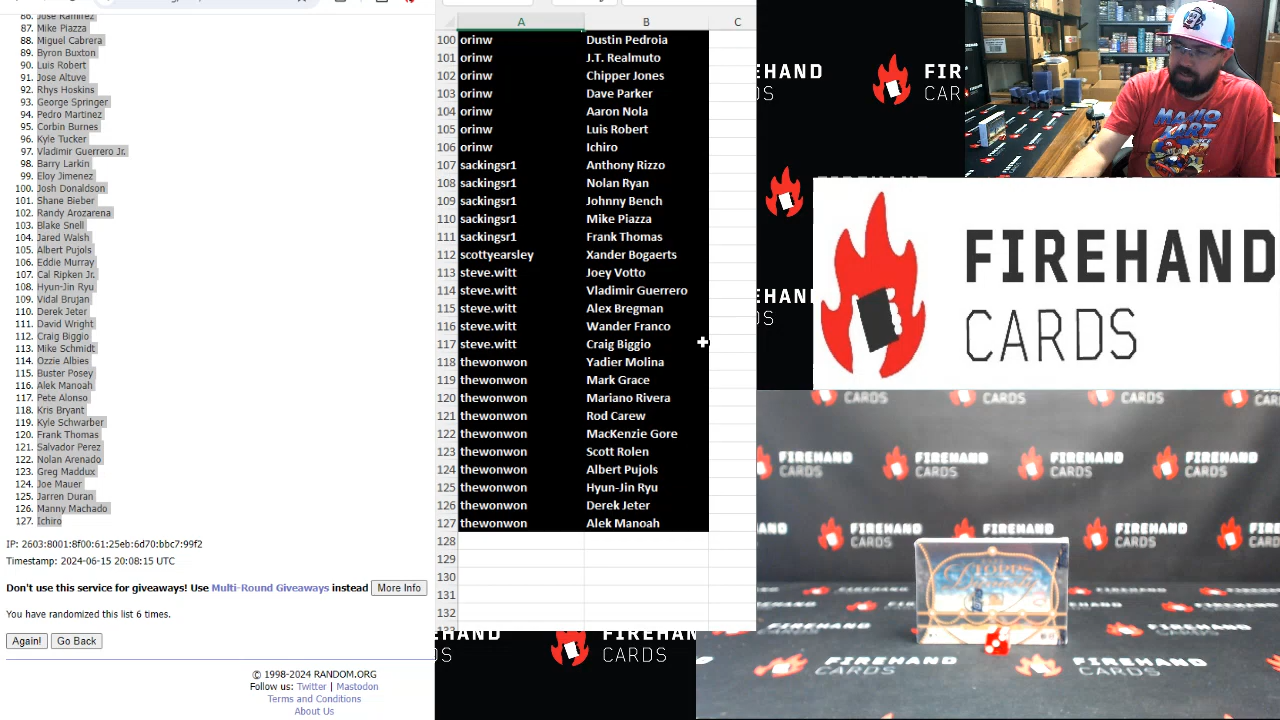 86. Jose Ramirez
87. Mike Piazza
88. Miguel Cabrera
89. Byron Buxton
90. Luis Robert
91. Jose Altuve
92. Rhys Hoskins
93. George Springer
94. Pedro Martinez
95. Corbin Burnes
96. Kyle Tucker
97. Vladimir Guerrero Jr.
98. Barry Larkin
99. Eloy Jimenez
100. Josh Donaldson
101. Shane Bieber
102. Randy Arozarena
103. Blake Snell
104. Jared Walsh
105. Albert Pujols
106. Eddie Murray
107. Cal Ripken Jr.
108. Hyun-Jin Ryu
109. Vidal Brujan
110. Derek Jeter
111. David Wright
112. Craig Biggio
113. Mike Schmidt
114. Ozzie Albies
115. Buster Posey
116. Alek Manoah
117. Pete Alonso
118. Kris Bryant
119. Kyle Schwarber
120. Frank Thomas
121. Salvador Perez
122. Nolan Arenado
123. Greg Maddux
124. Joe Mauer
125. Jarren Duran
126. Manny Machado
127. Ichiro
IP: 2603:8001:8f00:61:25eb:6d70:bbc7:99f2
Timestamp: 2024-06-15 20:08:15 UTC
Don't use this service for giveaways! Use Multi-Round Giveaways instead More Info
You have randomized this list 6 times.
Again! Go Back
© 1998-2024 RANDOM.ORG
Follow us: Twitter | Mastodon
Terms and Conditions
About Us
A B C
100 orinw Dustin Pedroia
101 orinw J.T. Realmuto
102 orinw Chipper Jones
103 orinw Dave Parker
104 orinw Aaron Nola
105 orinw Luis Robert
106 orinw Ichiro
107 sackingsr1 Anthony Rizzo
108 sackingsr1 Nolan Ryan
109 sackingsr1 Johnny Bench
110 sackingsr1 Mike Piazza
111 sackingsr1 Frank Thomas
112 scottyearsley Xander Bogaerts
113 steve.witt Joey Votto
114 steve.witt Vladimir Guerrero
115 steve.witt Alex Bregman
116 steve.witt Wander Franco
117 steve.witt Craig Biggio
118 thewonwon Yadier Molina
119 thewonwon Mark Grace
120 thewonwon Mariano Rivera
121 thewonwon Rod Carew
122 thewonwon MacKenzie Gore
123 thewonwon Scott Rolen
124 thewonwon Albert Pujols
125 thewonwon Hyun-Jin Ryu
126 thewonwon Derek Jeter
127 thewonwon Alek Manoah
128
129
130
131
132
FIREHAND
CARDS
MARIO
KART
TOPPS
FIREHAND
CARDS